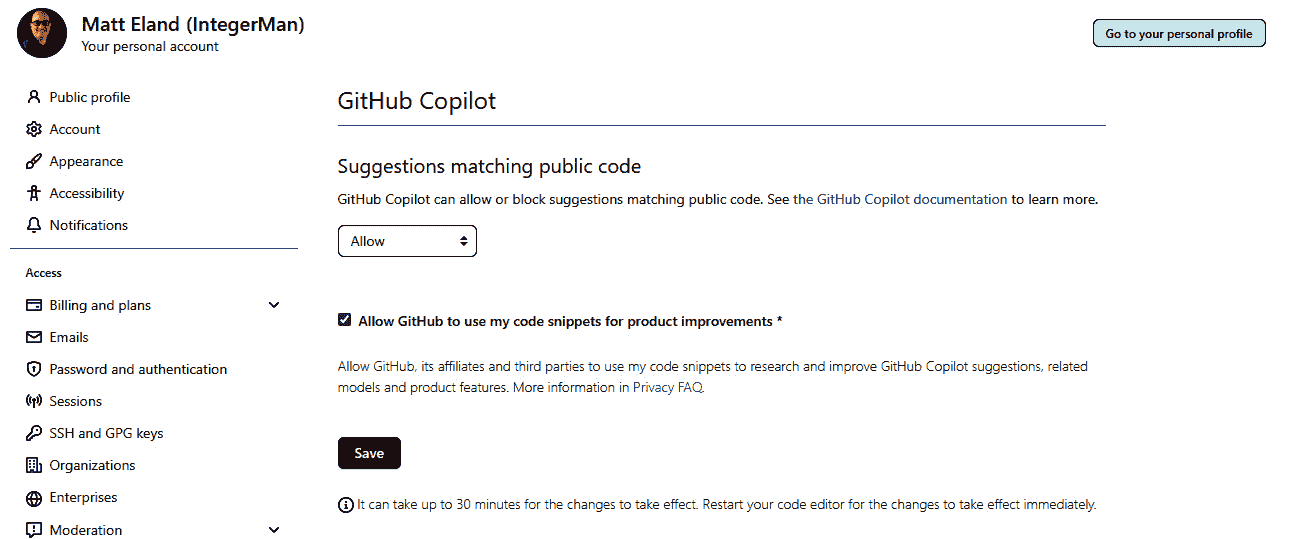 Matt Eland (IntegerMan)
Your personal account
Go to your personal profile
Public profile
Account
Appearance
Accessibility
Notifications
Access
Billing and plans
Emails
Password and authentication
Sessions
SSH and GPG keys
Organizations
Enterprises
Moderation
GitHub Copilot
Suggestions matching public code
GitHub Copilot can allow or block suggestions matching public code. See the GitHub Copilot documentation to learn more.
Allow
Allow GitHub to use my code snippets for product improvements *
Allow GitHub, its affiliates and third parties to use my code snippets to research and improve GitHub Copilot suggestions, related
models and product features. More information in Privacy FAQ.
Save
It can take up to 30 minutes for the changes to take effect. Restart your code editor for the changes to take effect immediately.